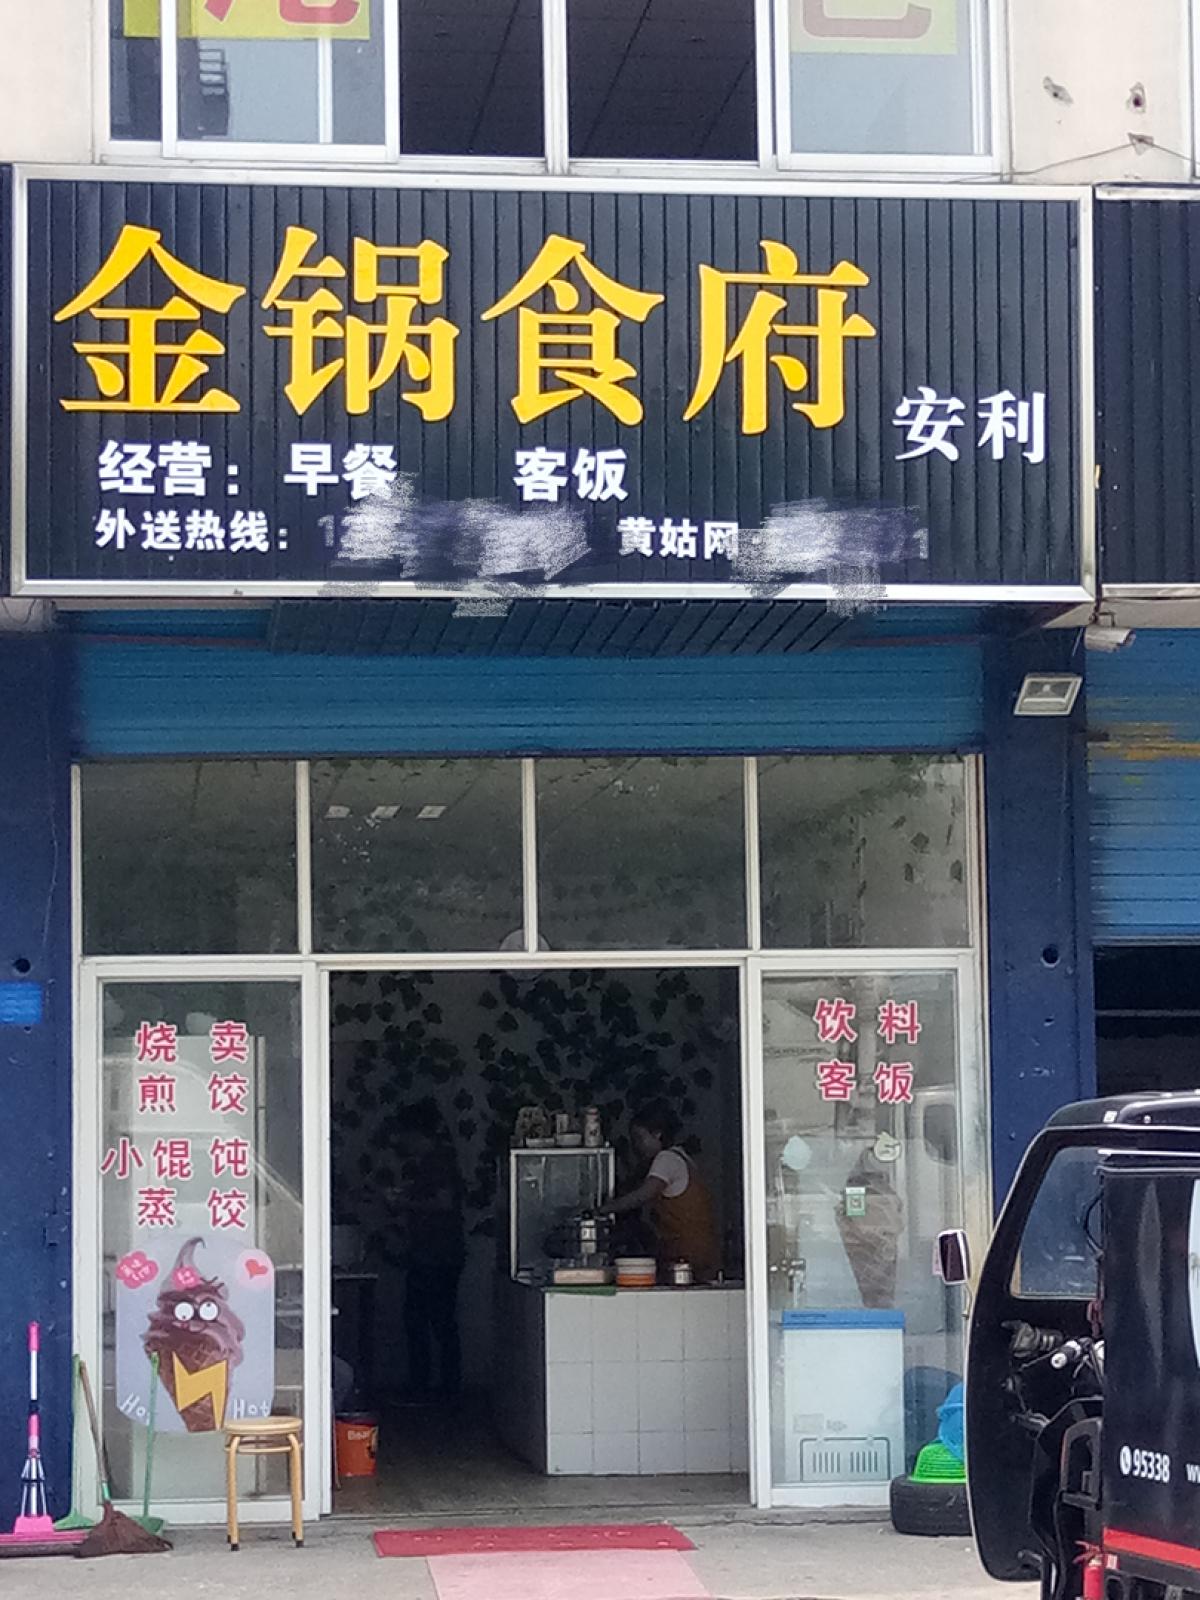 金锅食府
安利
经营：早餐 客饭
外送热线：
黄姑网
烧卖
煎饺
小馄饨
蒸饺
饮料
客饭
Hot
95338